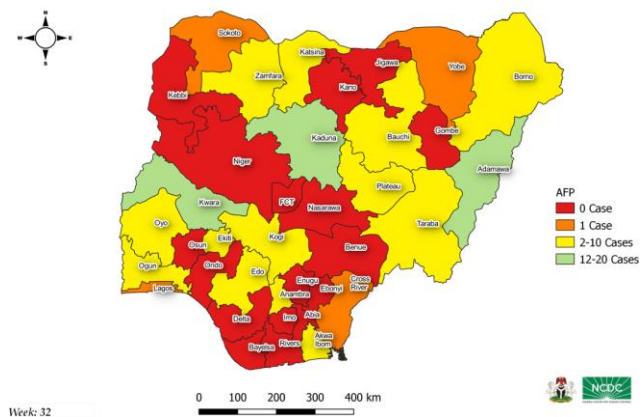 N
W E
S
Sokoto
Katsina
Jigawa
Yobe
Borno
Zamfara
Kebbi
Kano
Kaduna
Bauchi
Gombe
Niger
Adamawa
Plateau
FCT
Kwara
Nasarawa
Taraba
Oyo
Ekiti
Kogi
Osun
Benue
Ondo
Ogun
Edo
Enugu
Cross
River
Ebonyi
Lagos
Anambra
Delta
Imo
Abia
Bayelsa
Rivers
Akwa
Ibom
AFP
0 Case
1 Case
2-10 Cases
12-20 Cases
Week: 32
0 100 200 300 400 km
NCDC